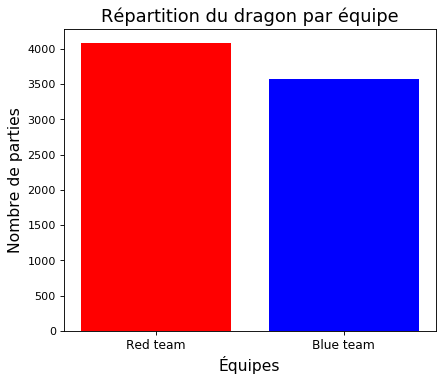 Répartition du dragon par équipe
Nombre de parties
4000
3500
3000
2500
2000
1500
1000
500
0
Red team
Blue team
Équipes